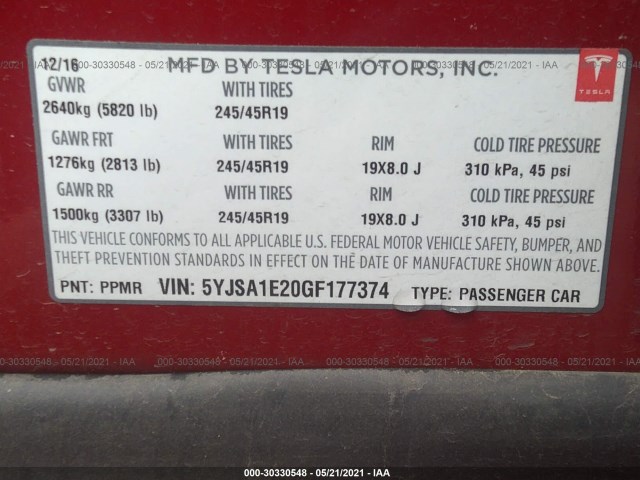 12/16 MFD BY TESLA MOTORS, INC.
TESLA
GVWR WITH TIRES
2640kg (5820 lb) 245/45R19
GAWR FRT WITH TIRES RIM COLD TIRE PRESSURE
1276kg (2813 lb) 245/45R19 19X8.0 J 310 kPa, 45 psi
GAWR RR WITH TIRES RIM COLD TIRE PRESSURE
1500kg (3307 lb) 245/45R19 19X8.0 J 310 kPa, 45 psi
THIS VEHICLE CONFORMS TO ALL APPLICABLE U.S. FEDERAL MOTOR VEHICLE SAFETY, BUMPER, AND
THEFT PREVENTION STANDARDS IN EFFECT ON THE DATE OF MANUFACTURE SHOWN ABOVE.
PNT: PPMR VIN: 5YJSA1E20GF177374 TYPE: PASSENGER CAR
000-30330548 - 05/21/2021 - IAA